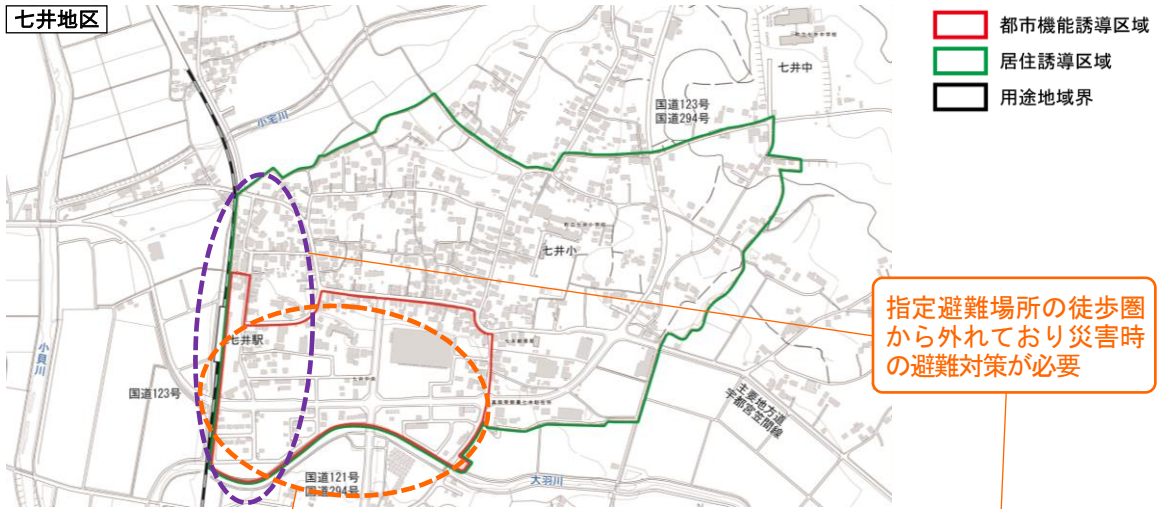 七井地区
都市機能誘導区域
居住誘導区域
用途地域界
七井中
国道123号
国道294号
小宅川
七井小
七井駅
小貝川
国道123号
指定避難場所の徒歩圏
から外れており災害時
の避難対策が必要
主要地方道
宇都宮笠間線
国道121号
国道294号
大羽川